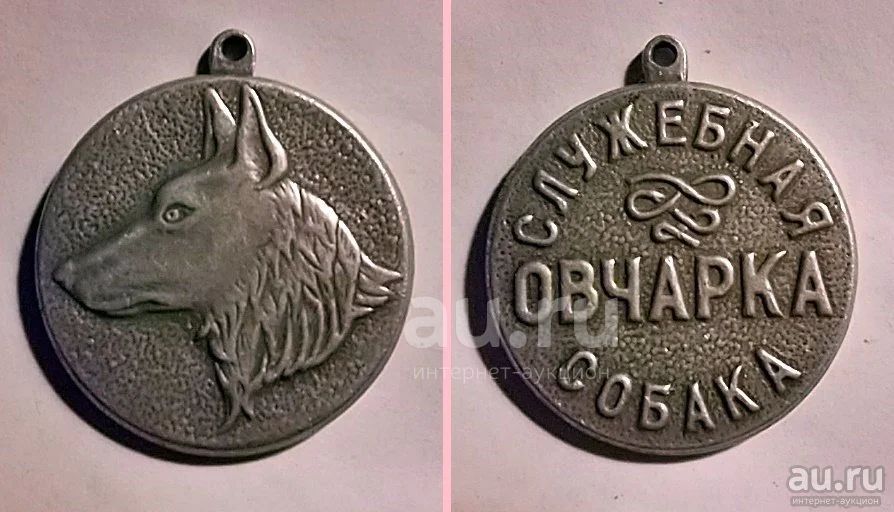 СЛУЖЕБНАЯ
ОВЧАРКА
СОБАКА
au.ru
интернет-аукцион
au.ru
интернет-аукцион